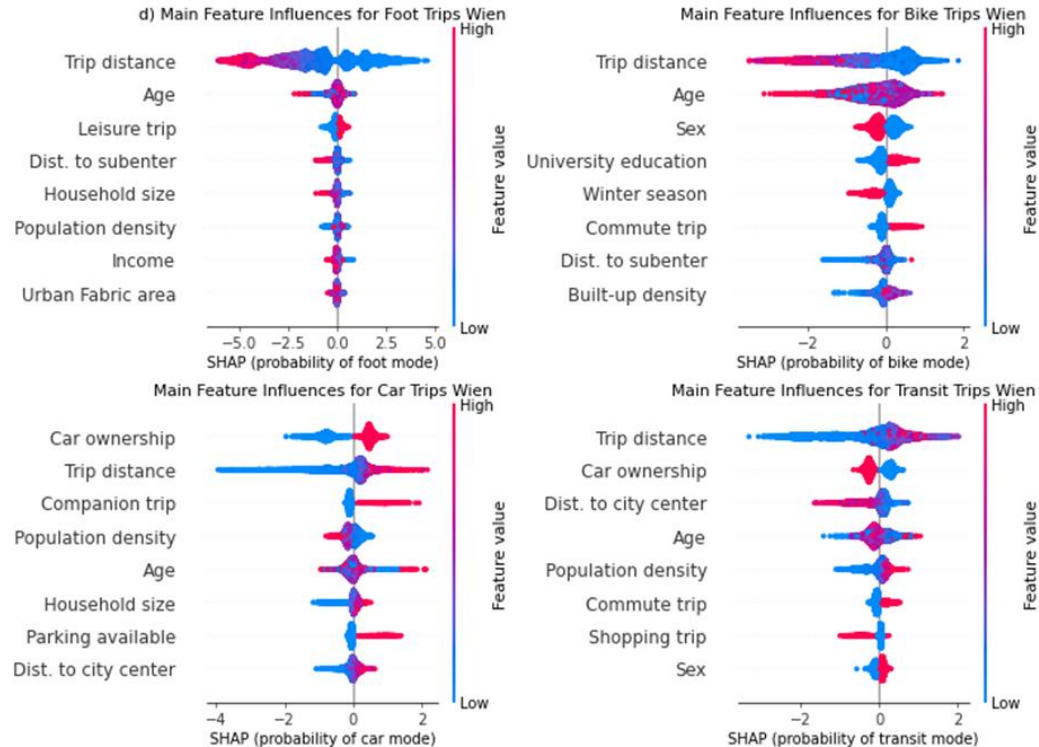 d) Main Feature Influences for Foot Trips Wien
High
Trip distance
Age
Leisure trip
Dist. to subenter
Household size
Population density
Income
Urban Fabric area
Feature value
Low
−5.0 −2.5 0.0 2.5 5.0
SHAP (probability of foot mode)
Main Feature Influences for Bike Trips Wien
High
Trip distance
Age
Sex
University education
Winter season
Commute trip
Dist. to subenter
Built-up density
Feature value
Low
−2 0 2
SHAP (probability of bike mode)
Main Feature Influences for Car Trips Wien
High
Car ownership
Trip distance
Companion trip
Population density
Age
Household size
Parking available
Dist. to city center
Feature value
Low
−4 −2 0 2
SHAP (probability of car mode)
Main Feature Influences for Transit Trips Wien
High
Trip distance
Car ownership
Dist. to city center
Age
Population density
Commute trip
Shopping trip
Sex
Feature value
Low
−2 0 2
SHAP (probability of transit mode)